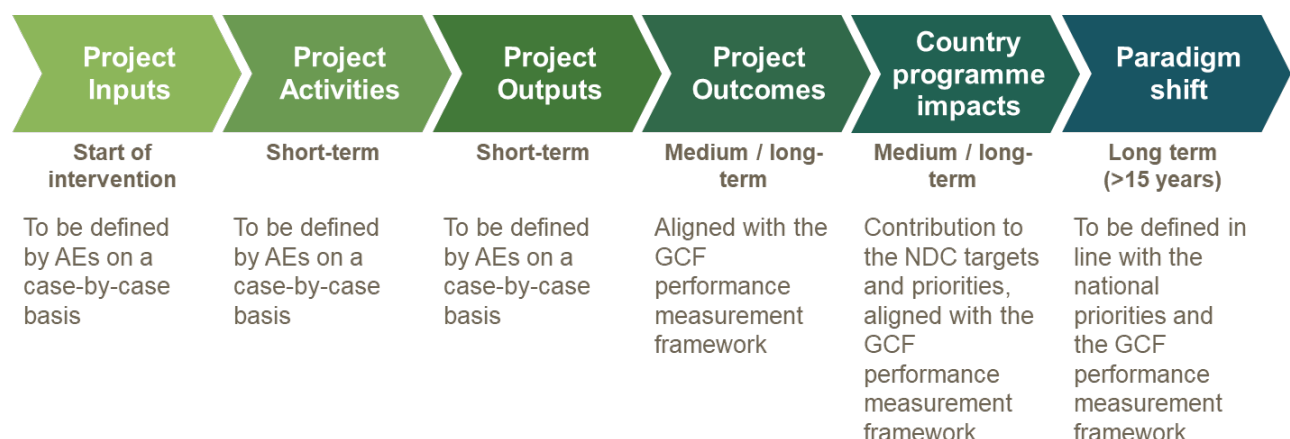 Project
Inputs
Project
Activities
Project
Outputs
Project
Outcomes
Country
programme
impacts
Paradigm
shift
Start of
intervention
Short-term
Short-term
Medium / long-
term
Medium / long-
term
Long term
(>15 years)
To be defined
by AEs on a
case-by-case
basis
To be defined
by AEs on a
case-by-case
basis
To be defined
by AEs on a
case-by-case
basis
Aligned with the
GCF
performance
measurement
framework
Contribution to
the NDC targets
and priorities,
aligned with the
GCF
performance
measurement
framework
To be defined in
line with the
national
priorities and
the GCF
performance
measurement
framework